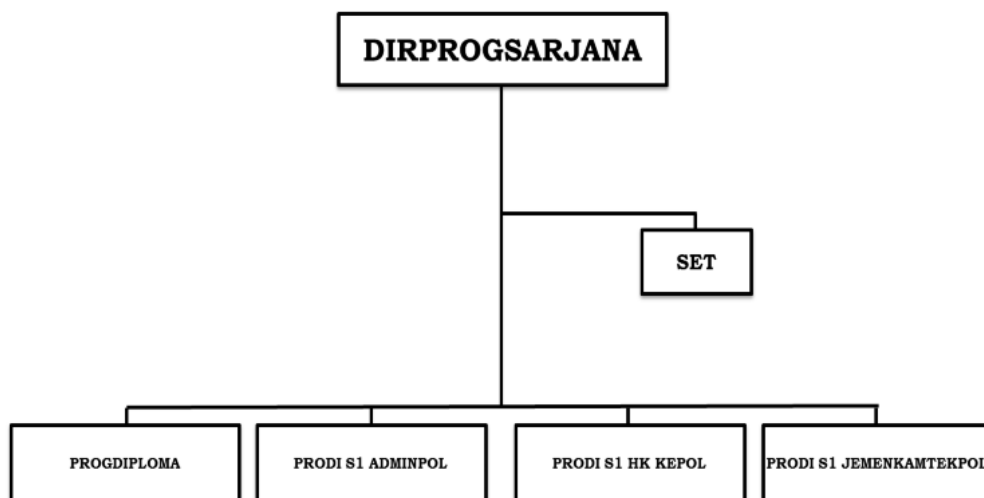 DIRPROGSARJANA
SET
PROGDIPLOMA
PRODI S1 ADMINPOL
PRODI S1 HK KEPOL
PRODI S1 JEMENKAMTEKPOL